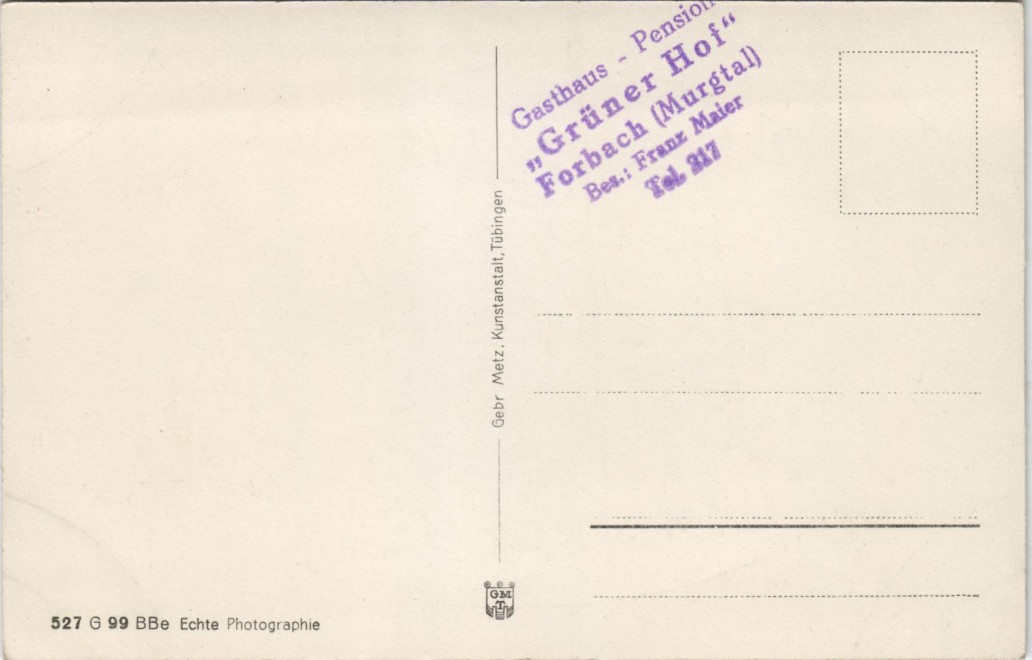 Gasthaus - Pension
„Grüner Hof“
Forbach (Murgtal)
Bes.: Franz Maier
Tel. 217
Gebr Metz, Kunstanstalt, Tübingen
GM
T
527 G 99 BBe Echte Photographie